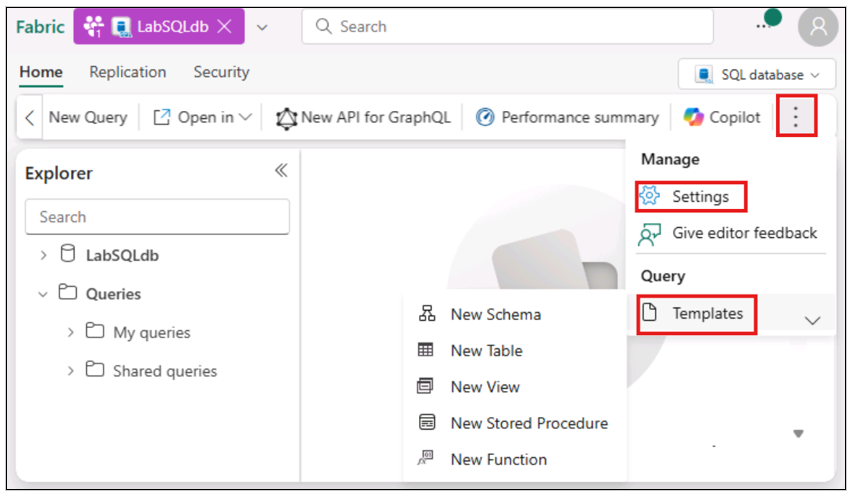 Fabric LabSQLdb Search
Home Replication Security SQL database
New Query Open in New API for GraphQL Performance summary Copilot
Explorer
Search
LabSQLdb
Queries
My queries
Shared queries
Manage
Settings
Give editor feedback
Query
Templates
New Schema
New Table
New View
New Stored Procedure
New Function